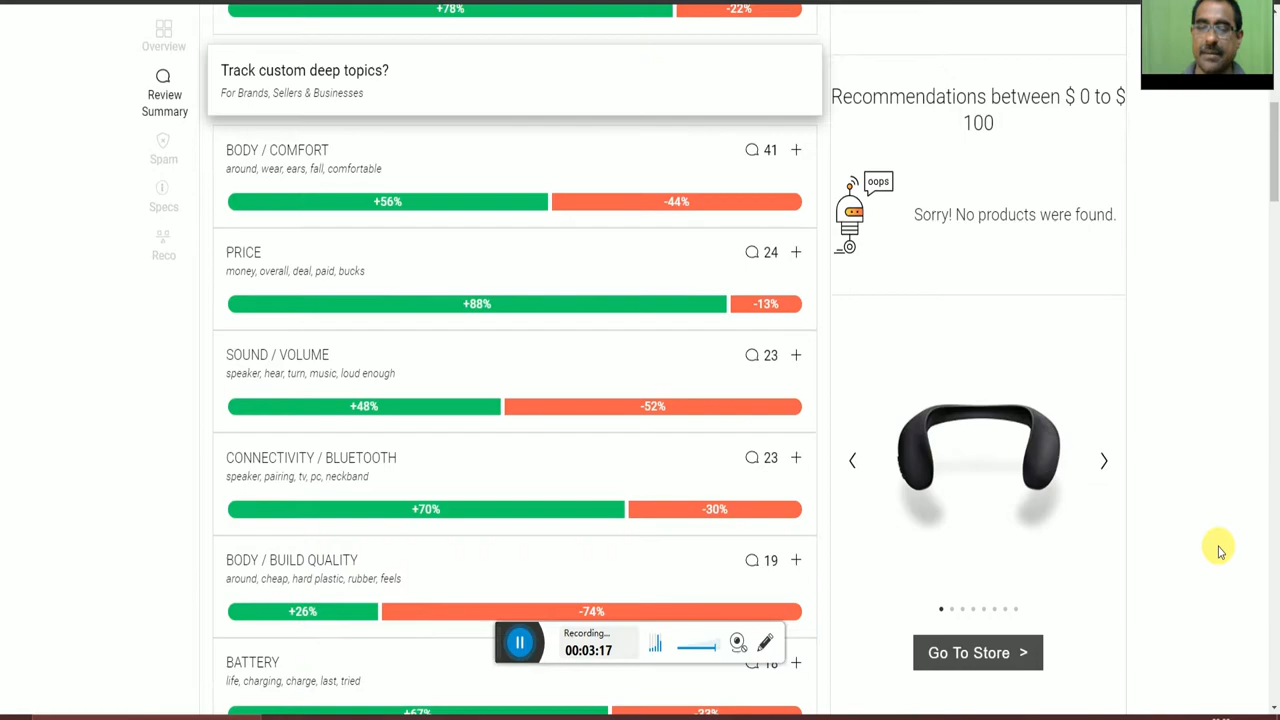 +78%
-22%
Overview
Review
Summary
Spam
Specs
Reco
Track custom deep topics?
For Brands, Sellers & Businesses
BODY / COMFORT
41 +
around, wear, ears, fall, comfortable
+56%
-44%
PRICE
24 +
money, overall, deal, paid, bucks
+88%
-13%
SOUND / VOLUME
23 +
speaker, hear, turn, music, loud enough
+48%
-52%
CONNECTIVITY / BLUETOOTH
23 +
speaker, pairing, tv, pc, neckband
+70%
-30%
BODY / BUILD QUALITY
19 +
around, cheap, hard plastic, rubber, feels
+26%
-74%
BATTERY
+
life, charging, charge, last, tried
+67%
-33%
Recording...
00:03:17
Recommendations between $ 0 to $
100
oops
Sorry! No products were found.
Go To Store >